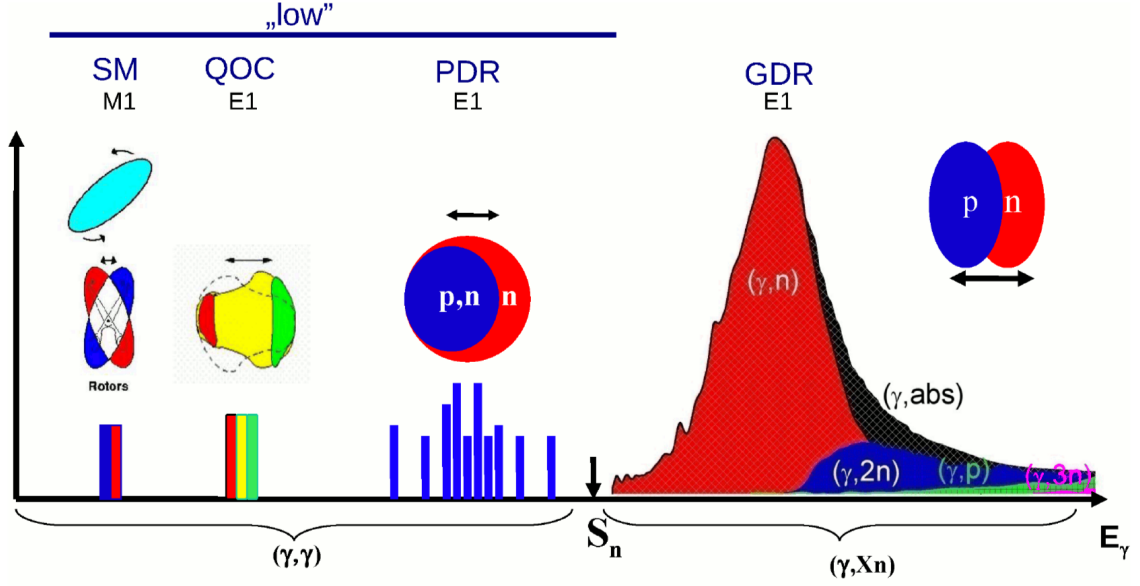 „low”
SM QOC PDR GDR
M1 E1 E1 E1
p n
Rotors
p,n n
(γ,n)
(γ,abs)
(γ,2n) (γ,p) (γ,3n)
(γ,γ) Sn (γ,Xn) Eγ